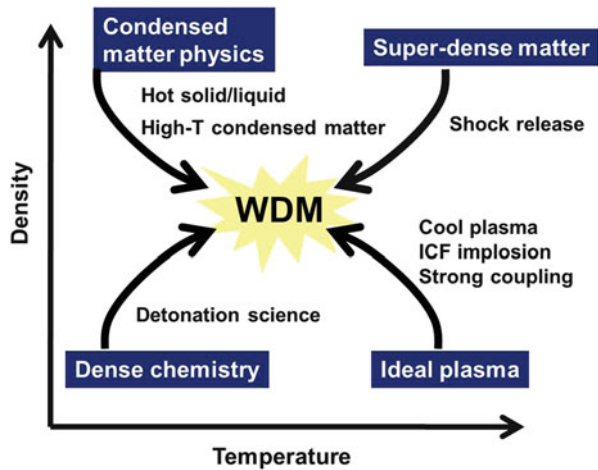 Condensed
matter physics
Super-dense matter
Hot solid/liquid
High-T condensed matter
Shock release
Density
WDM
Cool plasma
ICF implosion
Strong coupling
Detonation science
Dense chemistry
Ideal plasma
Temperature